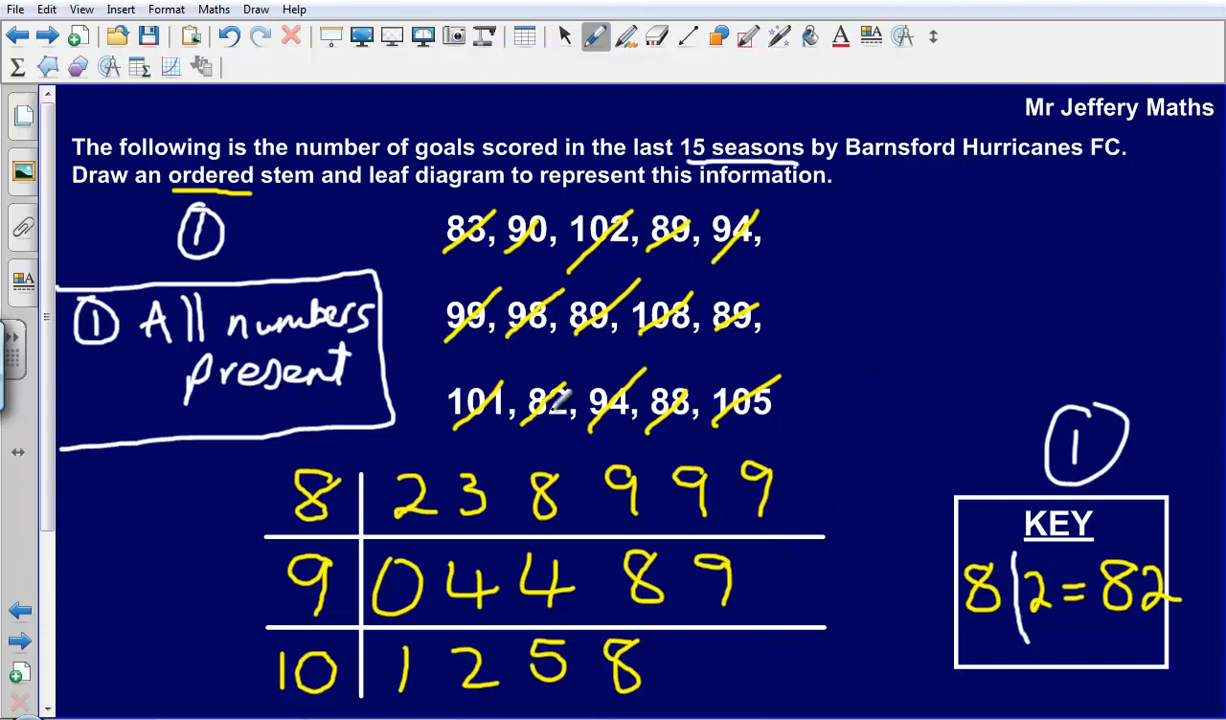 File Edit View Insert Format Maths Draw Help
Mr Jeffery Maths
The following is the number of goals scored in the last 15 seasons by Barnsford Hurricanes FC.
Draw an ordered stem and leaf diagram to represent this information.
1
83, 90, 102, 89, 94,
1 All numbers
present
99, 98, 89, 108, 89,
101, 82, 94, 88, 105
1
8 2 3 8 9 9 9
9 0 4 4 8 9
10 1 2 5 8
KEY
8|2 = 82